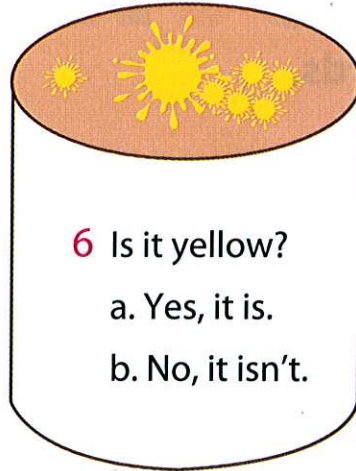 6 Is it yellow?
a. Yes, it is.
b. No, it isn't.